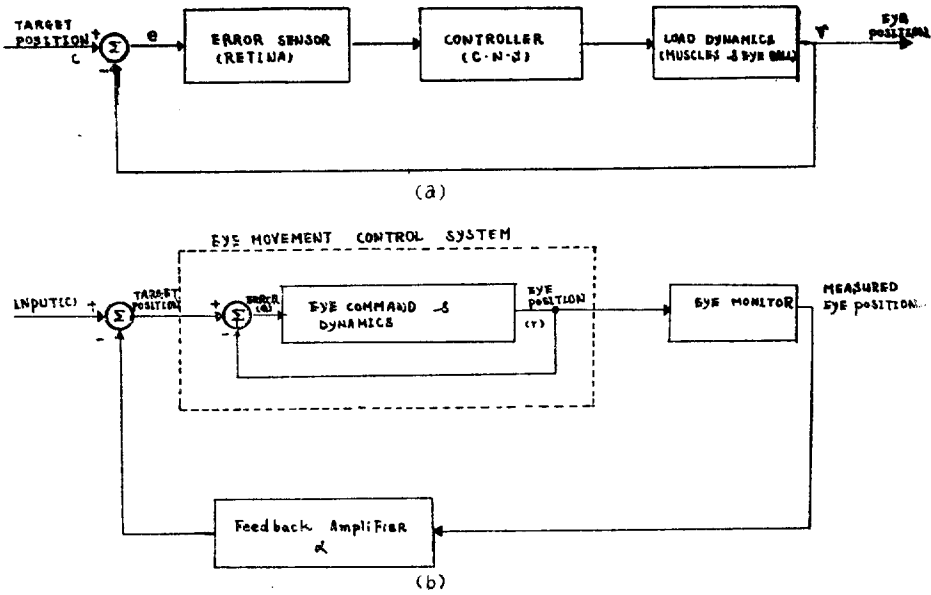 TARGET
POSITION
C
+
-
Σ
e
ERROR SENSOR
(RETINA)
CONTROLLER
(C·N·S)
LOAD DYNAMICS
(MUSCLES & EYE BALL)
r
EYE
POSITION
(a)
EYE MOVEMENT CONTROL SYSTEM
INPUT(C)
+
-
Σ
TARGET
POSITION
+
-
Σ
ERROR
(e)
EYE COMMAND &
DYNAMICS
EYE
POSITION
(r)
EYE MONITOR
MEASURED
EYE POSITION
Feedback Amplifier
α
(b)